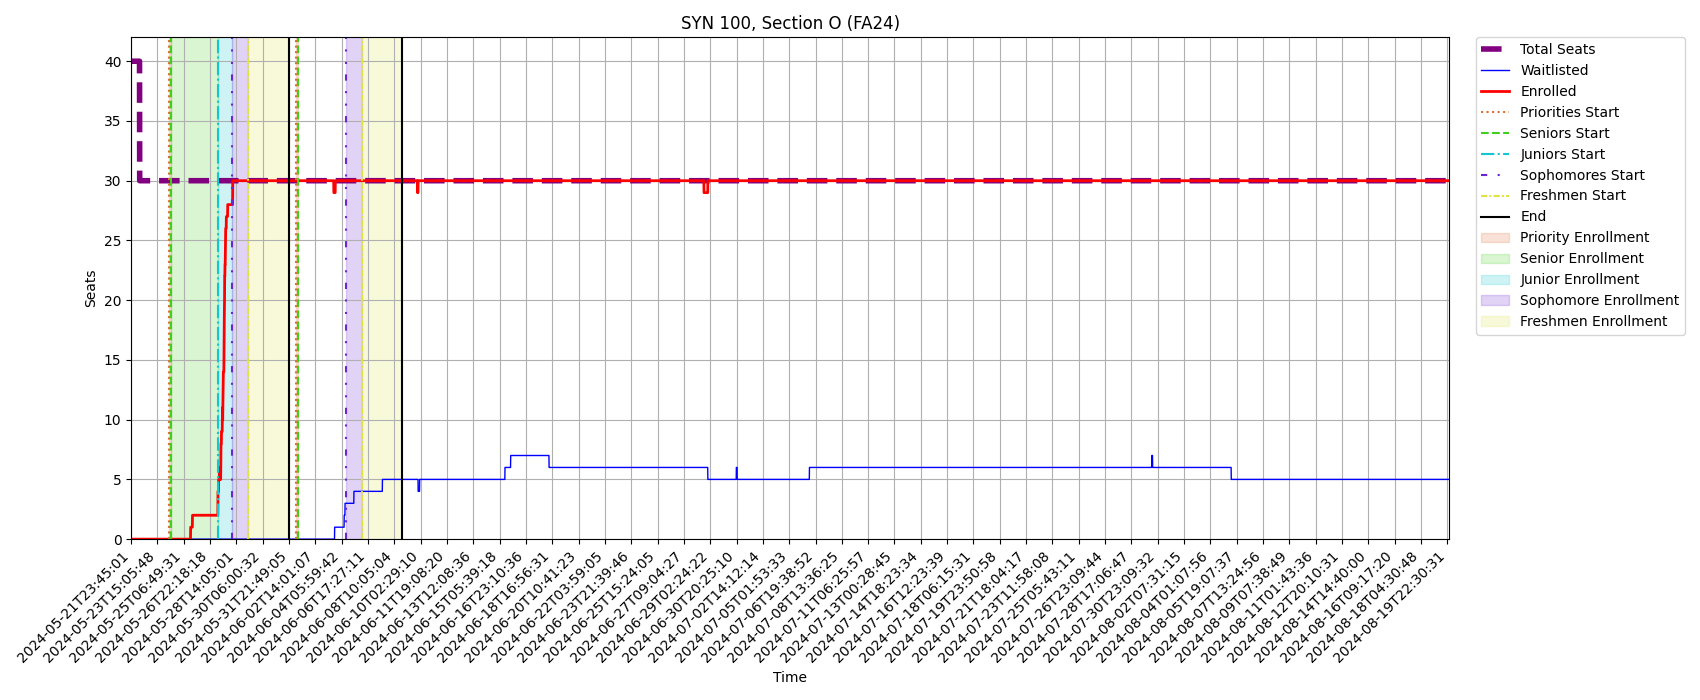 SYN 100, Section O (FA24)
Total Seats
Waitlisted
Enrolled
Priorities Start
Seniors Start
Juniors Start
Sophomores Start
Freshmen Start
End
Priority Enrollment
Senior Enrollment
Junior Enrollment
Sophomore Enrollment
Freshmen Enrollment
Seats
40
35
30
25
20
15
10
5
0
2024-05-21T23:45:01
2024-05-23T15:05:48
2024-05-25T06:49:31
2024-05-26T22:18:18
2024-05-28T14:05:01
2024-05-30T06:00:32
2024-05-31T21:49:05
2024-06-02T14:01:07
2024-06-04T05:59:42
2024-06-06T17:27:11
2024-06-08T10:05:04
2024-06-10T02:29:10
2024-06-11T19:08:20
2024-06-13T12:08:36
2024-06-15T05:39:18
2024-06-16T23:10:36
2024-06-18T16:56:31
2024-06-20T10:41:23
2024-06-22T03:59:05
2024-06-23T21:39:46
2024-06-25T15:24:05
2024-06-27T09:04:27
2024-06-29T02:24:22
2024-06-30T20:25:10
2024-07-02T14:12:14
2024-07-05T01:53:33
2024-07-06T19:38:52
2024-07-08T13:36:25
2024-07-11T06:25:57
2024-07-13T00:28:45
2024-07-14T18:23:34
2024-07-16T12:23:39
2024-07-18T06:15:31
2024-07-19T23:50:58
2024-07-21T18:04:17
2024-07-23T11:58:08
2024-07-25T05:43:11
2024-07-26T23:09:44
2024-07-28T17:06:47
2024-07-30T23:09:32
2024-08-02T07:31:15
2024-08-04T01:07:56
2024-08-05T19:07:37
2024-08-07T13:24:56
2024-08-09T07:38:49
2024-08-11T01:43:36
2024-08-12T20:10:31
2024-08-14T14:40:00
2024-08-16T09:17:20
2024-08-18T04:30:48
2024-08-19T22:30:31
Time